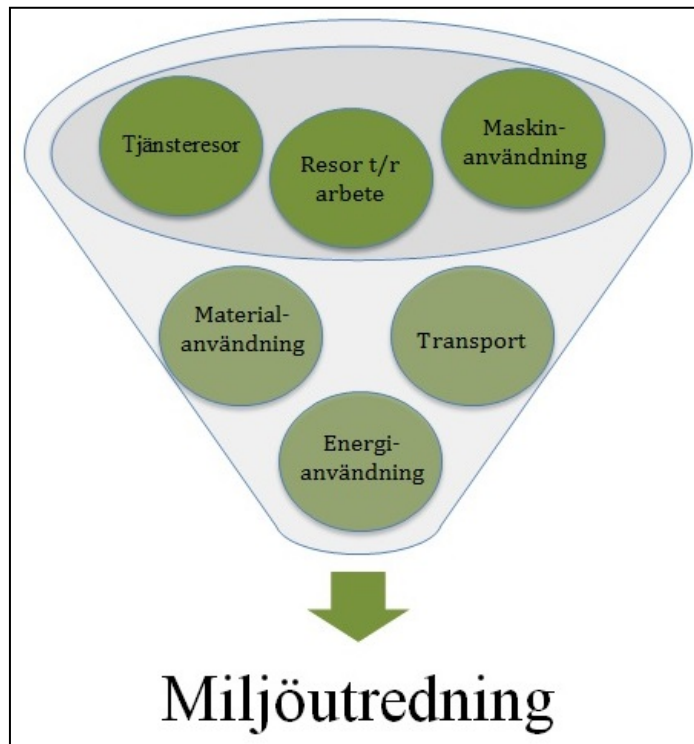 Tjänsteresor
Resor t/r
arbete
Maskin-
användning
Material-
användning
Transport
Energi-
användning
Miljöutredning